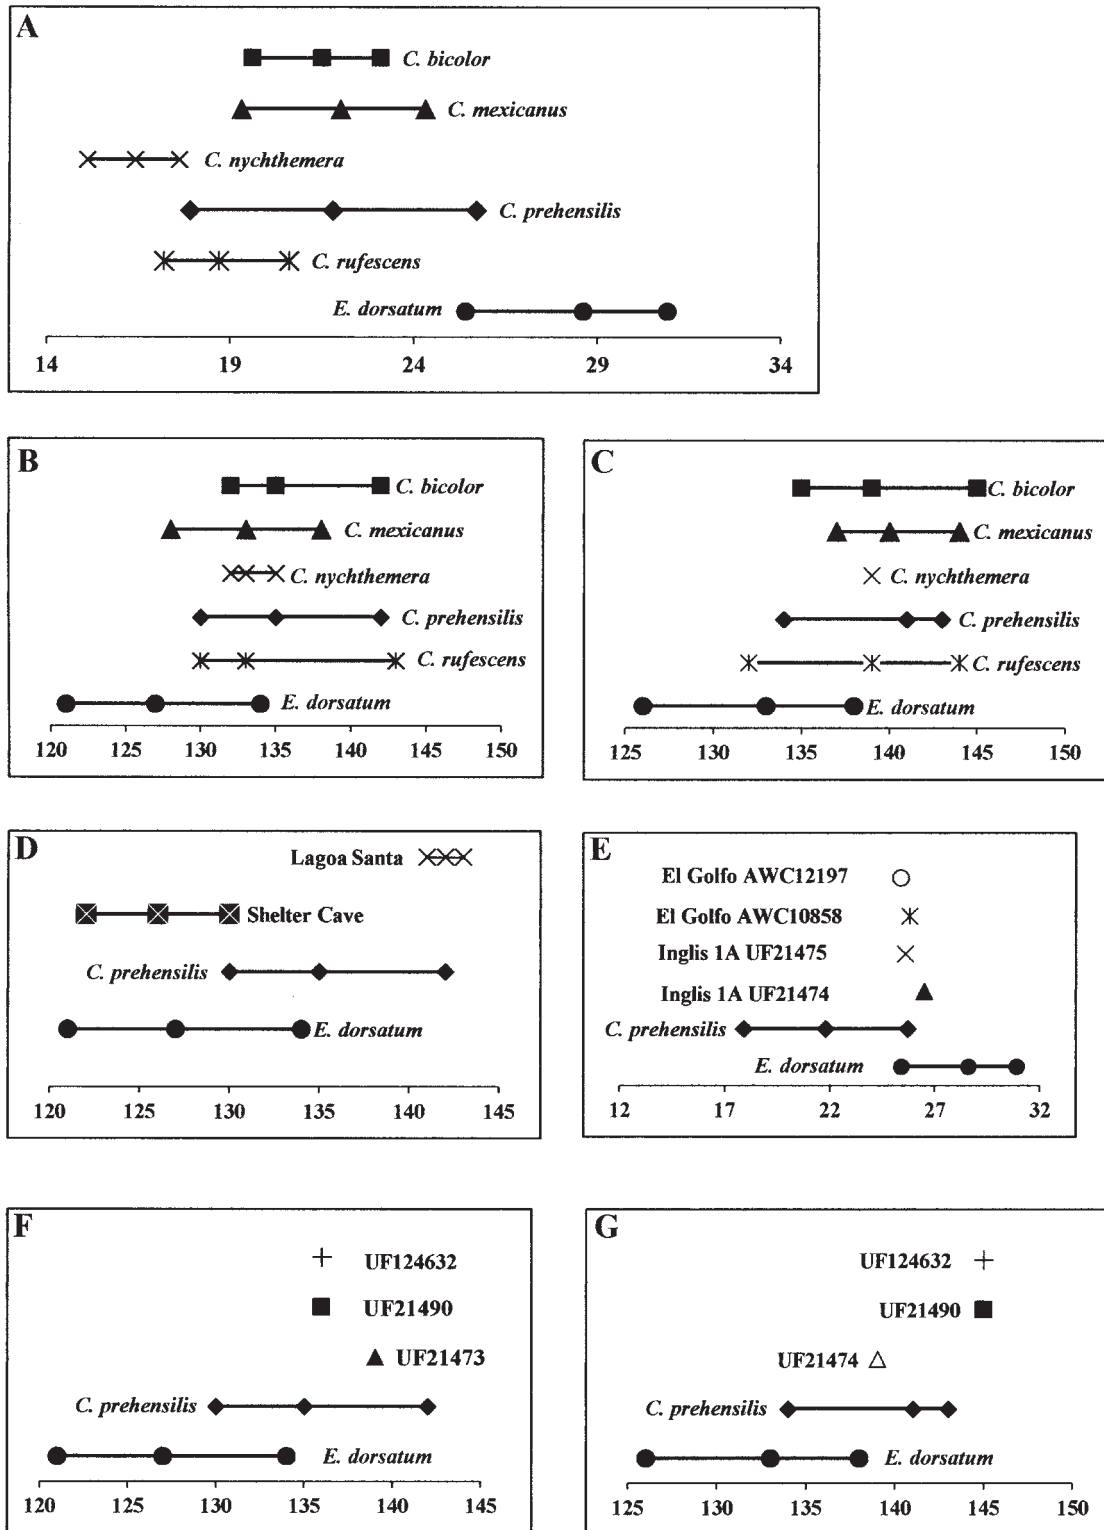 A
C. bicolor
C. mexicanus
C. nychthemera
C. prehensilis
C. rufescens
E. dorsatum
14 19 24 29 34
B
C. bicolor
C. mexicanus
C. nychthemera
C. prehensilis
C. rufescens
E. dorsatum
120 125 130 135 140 145 150
C
C. bicolor
C. mexicanus
C. nychthemera
C. prehensilis
C. rufescens
E. dorsatum
125 130 135 140 145 150
D
Lagoa Santa
Shelter Cave
C. prehensilis
E. dorsatum
120 125 130 135 140 145
E
El Golfo AWC12197
El Golfo AWC10858
Inglis 1A UF21475
Inglis 1A UF21474
C. prehensilis
E. dorsatum
12 17 22 27 32
F
UF124632
UF21490
UF21473
C. prehensilis
E. dorsatum
120 125 130 135 140 145
G
UF124632
UF21490
UF21474
C. prehensilis
E. dorsatum
125 130 135 140 145 150